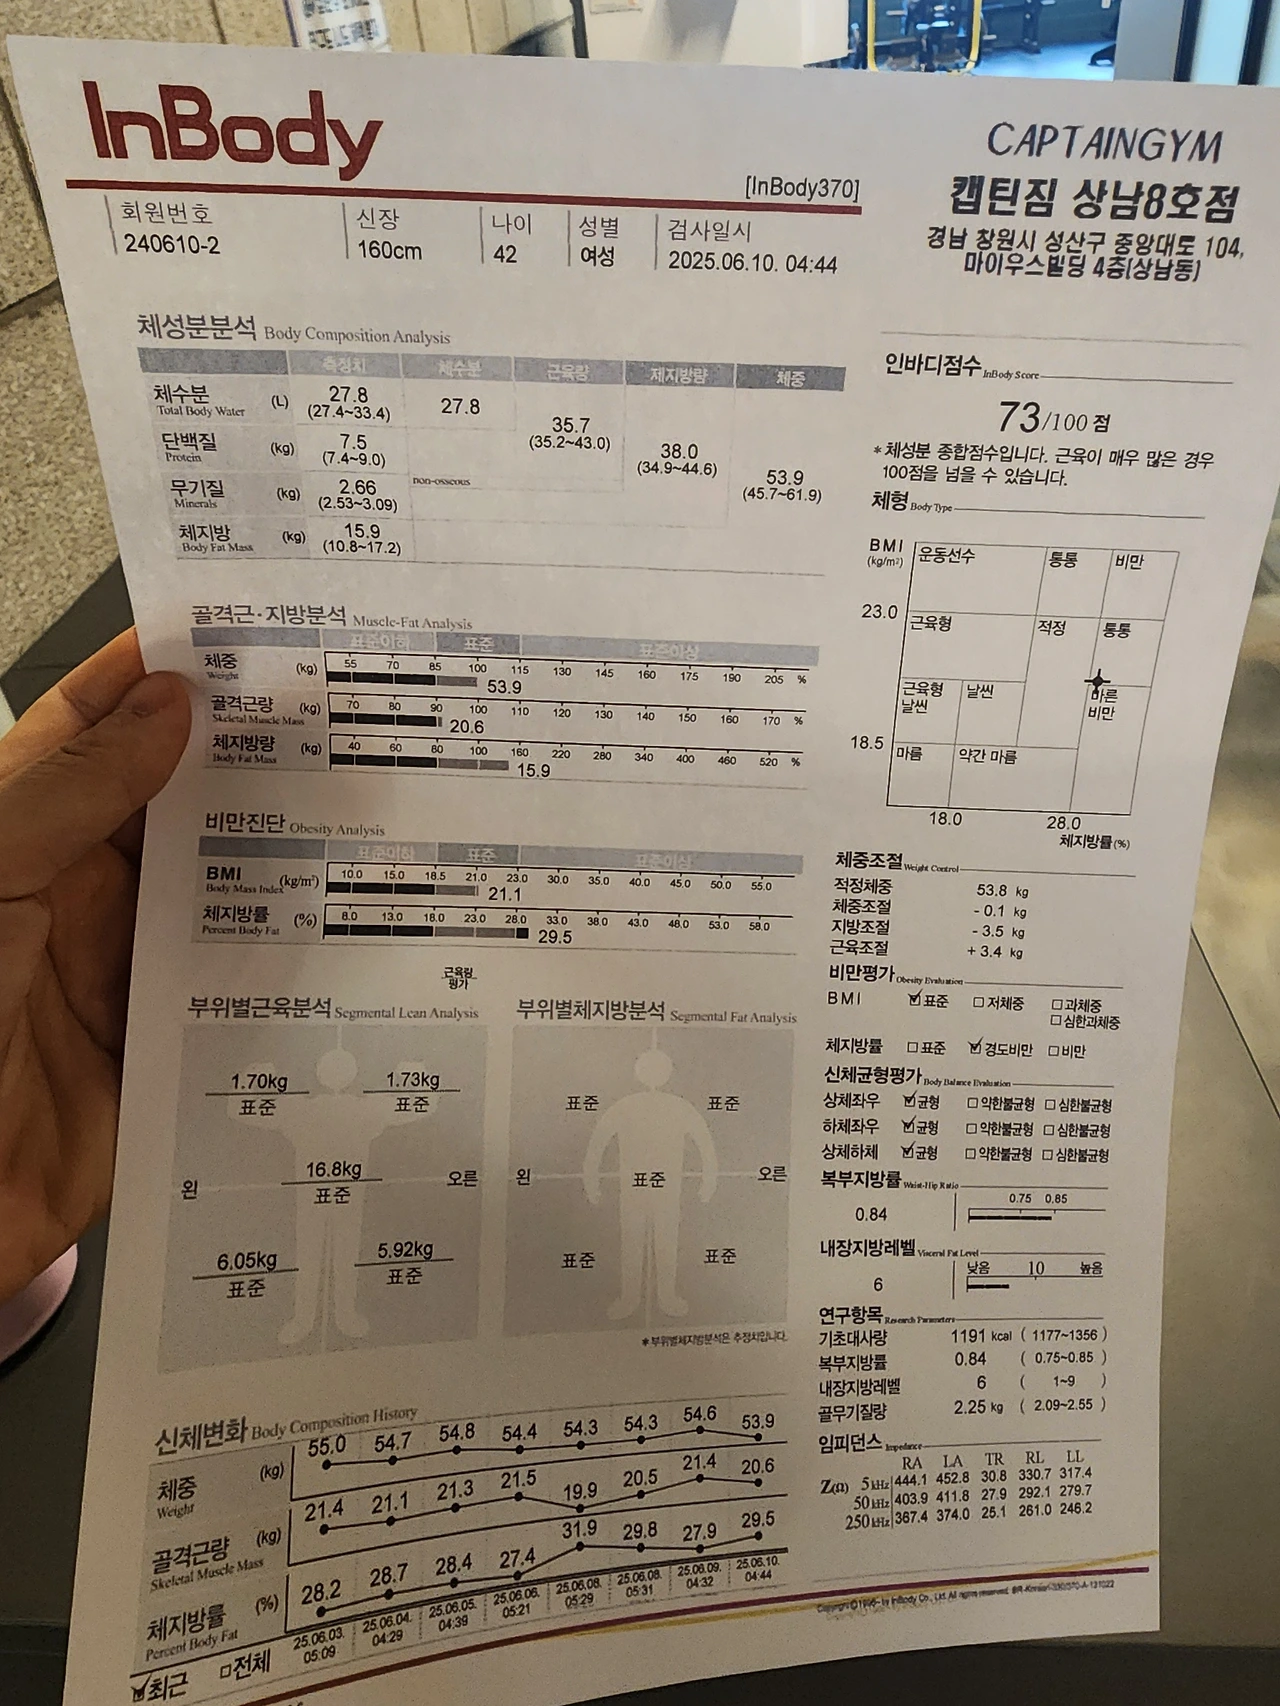 InBody
[InBody370]
CAPTAINGYM
캡틴짐 상남8호점
경남 창원시 성산구 중앙대로 104,
마이우스빌딩 4층(상남동)
회원번호 신장 나이 성별 검사일시
240610-2 160cm 42 여성 2025.06.10. 04:44
체성분분석 Body Composition Analysis
측정치 체수분 근육량 제지방량 체중
체수분 Total Body Water (L) 27.8 (27.4~33.4) 27.8 35.7 (35.2~43.0) 38.0 (34.9~44.6) 53.9 (45.7~61.9)
단백질 Protein (kg) 7.5 (7.4~9.0)
무기질 Minerals (kg) 2.66 (2.53~3.09) non-osseous
체지방 Body Fat Mass (kg) 15.9 (10.8~17.2)
골격근·지방분석 Muscle-Fat Analysis
표준이하 표준 표준이상
체중 Weight (kg) 55 70 85 100 115 130 145 160 175 190 205 %
53.9
골격근량 Skeletal Muscle Mass (kg) 70 80 90 100 110 120 130 140 150 160 170 %
20.6
체지방량 Body Fat Mass (kg) 40 60 80 100 160 220 280 340 400 460 520 %
15.9
비만진단 Obesity Analysis
표준이하 표준 표준이상
BMI Body Mass Index (kg/m²) 10.0 15.0 18.5 21.0 23.0 30.0 35.0 40.0 45.0 50.0 55.0
21.1
체지방률 Percent Body Fat (%) 8.0 13.0 18.0 23.0 28.0 33.0 38.0 43.0 48.0 53.0 58.0
29.5
근육량
평가
부위별근육분석 Segmental Lean Analysis
1.70kg 1.73kg
표준 표준
16.8kg
왼 표준 오른
6.05kg 5.92kg
표준 표준
부위별체지방분석 Segmental Fat Analysis
표준 표준
왼 표준 오른
표준 표준
* 부위별체지방분석은 추정치입니다.
신체변화 Body Composition History
체중 Weight (kg) 55.0 54.7 54.8 54.4 54.3 54.3 54.6 53.9
골격근량 Skeletal Muscle Mass (kg) 21.4 21.1 21.3 21.5 19.9 20.5 21.4 20.6
체지방률 Percent Body Fat (%) 28.2 28.7 28.4 27.4 31.9 29.8 27.9 29.5
최근 전체 25.06.03. 25.06.04. 25.06.05. 25.06.06. 25.06.08. 25.06.08. 25.06.09. 25.06.10.
05:09 04:29 04:39 05:21 05:29 05:31 04:32 04:44
인바디점수 InBody Score
73/100 점
* 체성분 종합점수입니다. 근육이 매우 많은 경우
100점을 넘을 수 있습니다.
체형 Body Type
BMI
(kg/m²)
운동선수 통통 비만
23.0
근육형 적정 통통
근육형 날씬 날씬 마른 비만
18.5
마름 약간 마름
18.0 28.0
체지방률(%)
체중조절 Weight Control
적정체중 53.8 kg
체중조절 - 0.1 kg
지방조절 - 3.5 kg
근육조절 + 3.4 kg
비만평가 Obesity Evaluation
BMI 표준 저체중 과체중
심한과체중
체지방률 표준 경도비만 비만
신체균형평가 Body Balance Evaluation
상체좌우 균형 약한불균형 심한불균형
하체좌우 균형 약한불균형 심한불균형
상체하체 균형 약한불균형 심한불균형
복부지방률 Waist-Hip Ratio
0.75 0.85
0.84
내장지방레벨 Visceral Fat Level
낮음 10 높음
6
연구항목 Research Parameters
기초대사량 1191 kcal ( 1177~1356 )
복부지방률 0.84 ( 0.75~0.85 )
내장지방레벨 6 ( 1~9 )
골무기질량 2.25 kg ( 2.09~2.55 )
임피던스 Impedance
RA LA TR RL LL
Z(Ω) 5 kHz 444.1 452.8 30.8 330.7 317.4
50 kHz 403.9 411.8 27.9 292.1 279.7
250 kHz 367.4 374.0 25.1 261.0 246.2